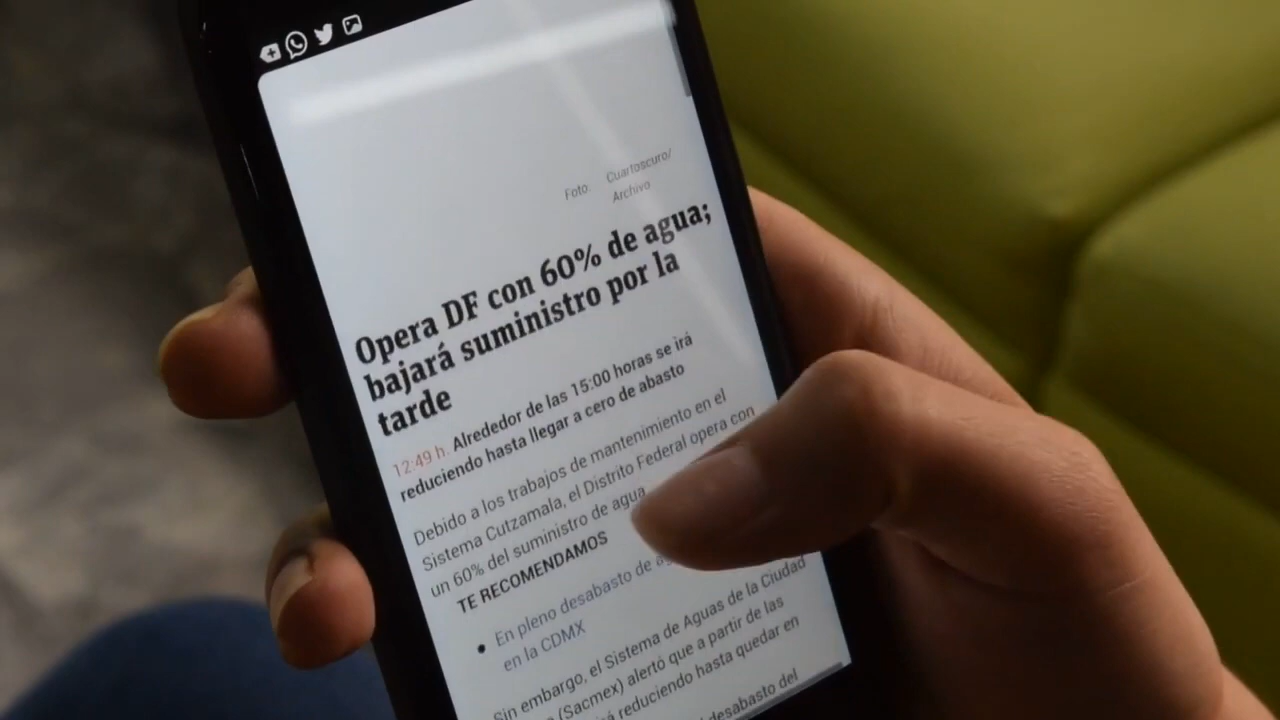 Foto: Cuartoscuro/
Archivo
Opera DF con 60% de agua;
bajará suministro por la
tarde
12:49 h. Alrededor de las 15:00 horas se irá
reduciendo hasta llegar a cero de abasto
Debido a los trabajos de mantenimiento en el
Sistema Cutzamala, el Distrito Federal opera con
un 60% del suministro de agua
TE RECOMENDAMOS
• En pleno desabasto de
en la CDMX
Sin embargo, el Sistema de Aguas de la Ciudad
(Sacmex) alertó que a partir de las
reduciendo hasta quedar en
desabasto del